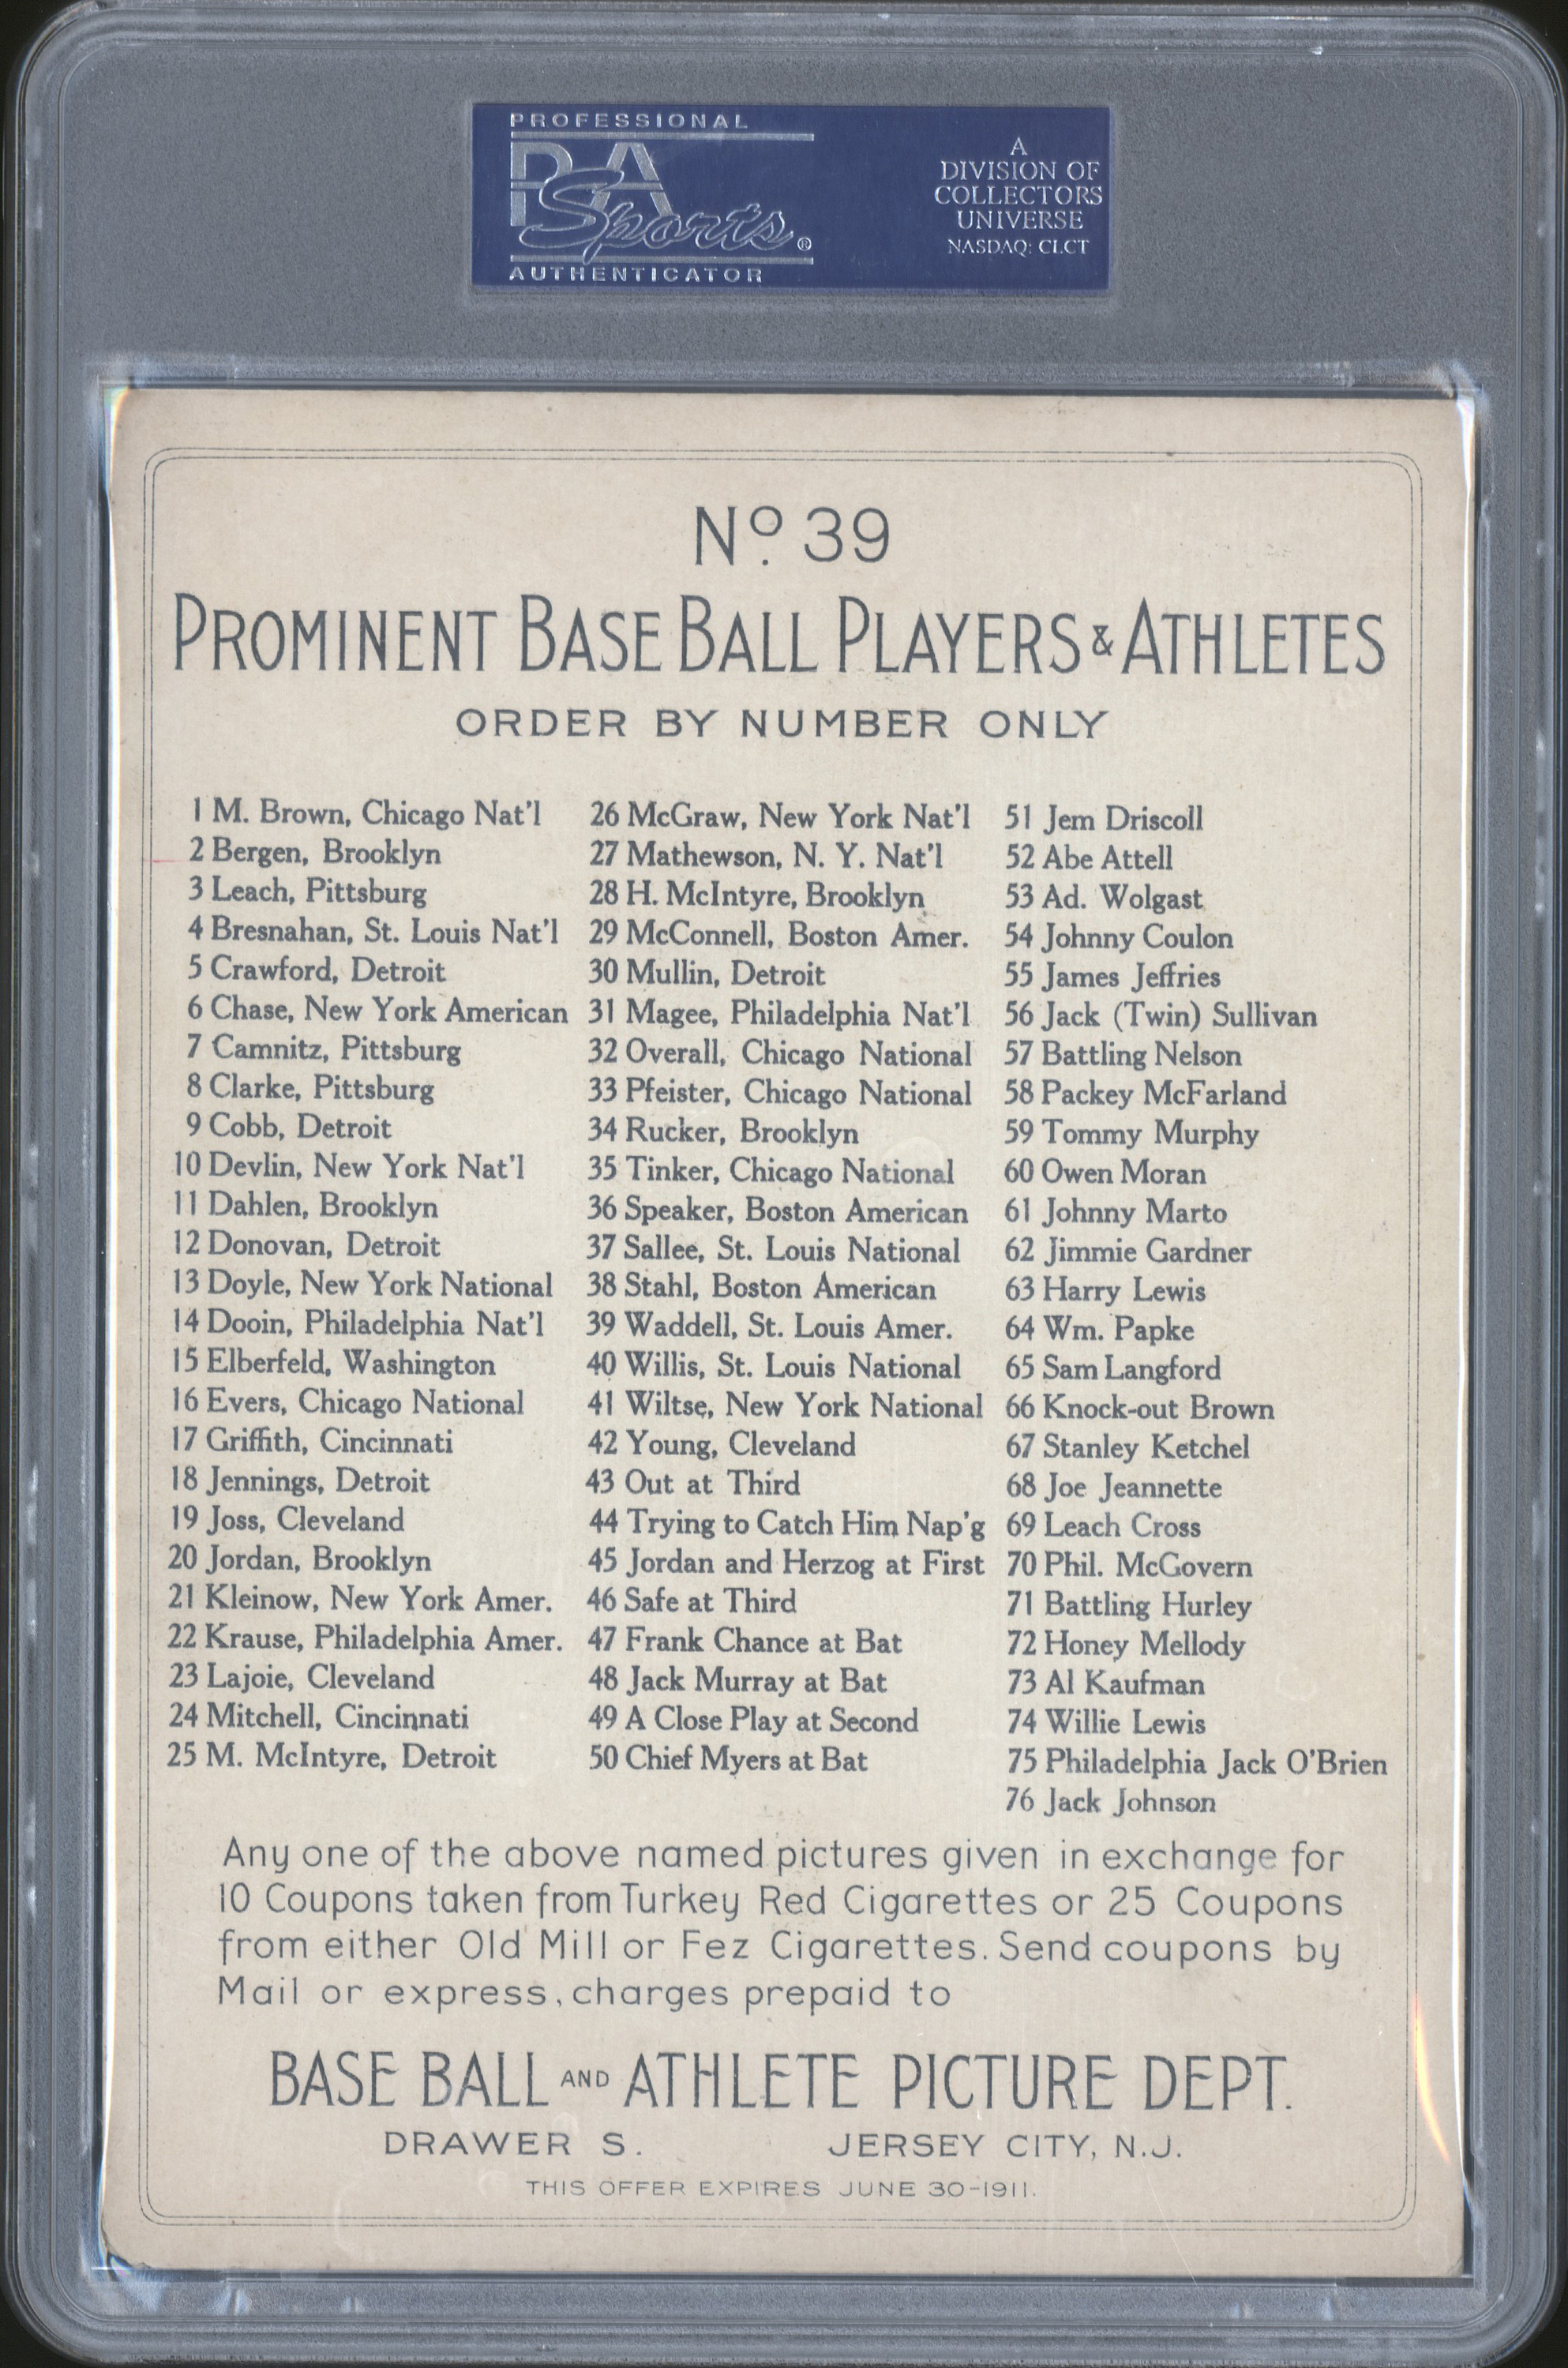 PROFESSIONAL
PSA
Sports®
AUTHENTICATOR
A
DIVISION OF
COLLECTORS
UNIVERSE
NASDAQ: CLCT
Nº. 39
PROMINENT BASE BALL PLAYERS & ATHLETES
ORDER BY NUMBER ONLY
1 M. Brown, Chicago Nat'l
2 Bergen, Brooklyn
3 Leach, Pittsburg
4 Bresnahan, St. Louis Nat'l
5 Crawford, Detroit
6 Chase, New York American
7 Camnitz, Pittsburg
8 Clarke, Pittsburg
9 Cobb, Detroit
10 Devlin, New York Nat'l
11 Dahlen, Brooklyn
12 Donovan, Detroit
13 Doyle, New York National
14 Dooin, Philadelphia Nat'l
15 Elberfeld, Washington
16 Evers, Chicago National
17 Griffith, Cincinnati
18 Jennings, Detroit
19 Joss, Cleveland
20 Jordan, Brooklyn
21 Kleinow, New York Amer.
22 Krause, Philadelphia Amer.
23 Lajoie, Cleveland
24 Mitchell, Cincinnati
25 M. McIntyre, Detroit
26 McGraw, New York Nat'l
27 Mathewson, N. Y. Nat'l
28 H. McIntyre, Brooklyn
29 McConnell, Boston Amer.
30 Mullin, Detroit
31 Magee, Philadelphia Nat'l
32 Overall, Chicago National
33 Pfeister, Chicago National
34 Rucker, Brooklyn
35 Tinker, Chicago National
36 Speaker, Boston American
37 Sallee, St. Louis National
38 Stahl, Boston American
39 Waddell, St. Louis Amer.
40 Willis, St. Louis National
41 Wiltse, New York National
42 Young, Cleveland
43 Out at Third
44 Trying to Catch Him Nap'g
45 Jordan and Herzog at First
46 Safe at Third
47 Frank Chance at Bat
48 Jack Murray at Bat
49 A Close Play at Second
50 Chief Myers at Bat
51 Jem Driscoll
52 Abe Attell
53 Ad. Wolgast
54 Johnny Coulon
55 James Jeffries
56 Jack (Twin) Sullivan
57 Battling Nelson
58 Packey McFarland
59 Tommy Murphy
60 Owen Moran
61 Johnny Marto
62 Jimmie Gardner
63 Harry Lewis
64 Wm. Papke
65 Sam Langford
66 Knock-out Brown
67 Stanley Ketchel
68 Joe Jeannette
69 Leach Cross
70 Phil. McGovern
71 Battling Hurley
72 Honey Mellody
73 Al Kaufman
74 Willie Lewis
75 Philadelphia Jack O'Brien
76 Jack Johnson
Any one of the above named pictures given in exchange for
10 Coupons taken from Turkey Red Cigarettes or 25 Coupons
from either Old Mill or Fez Cigarettes. Send coupons by
Mail or express, charges prepaid to
BASE BALL AND ATHLETE PICTURE DEPT.
DRAWER S. JERSEY CITY, N.J.
THIS OFFER EXPIRES JUNE 30-1911.